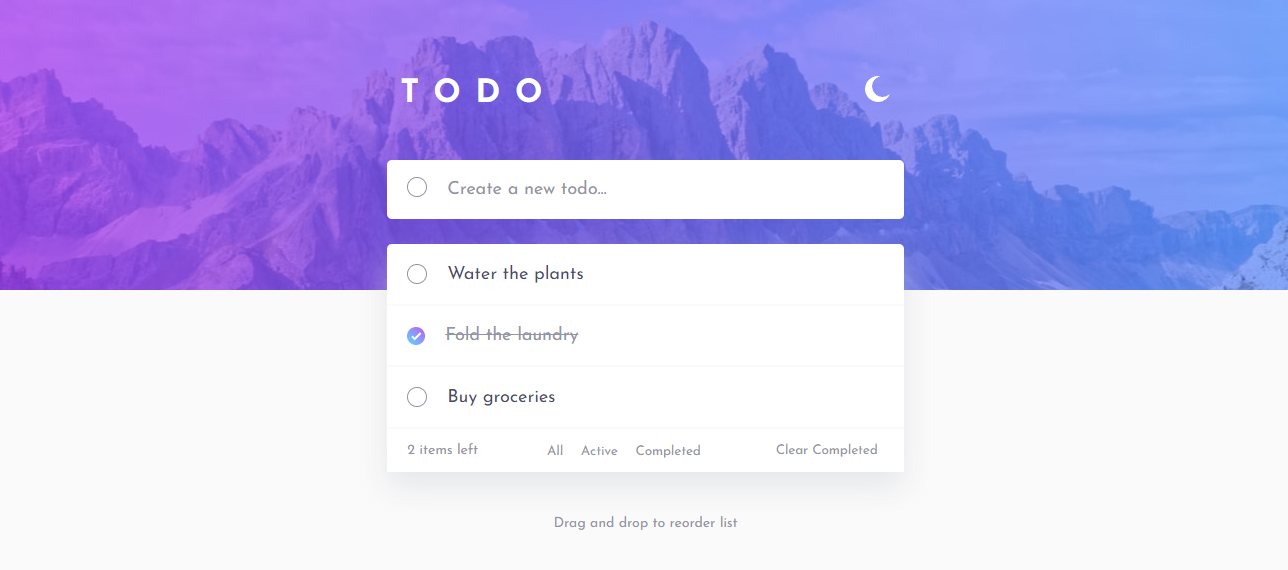 TODO
Create a new todo...
Water the plants
Fold the laundry
Buy groceries
2 items left All Active Completed Clear Completed
Drag and drop to reorder list